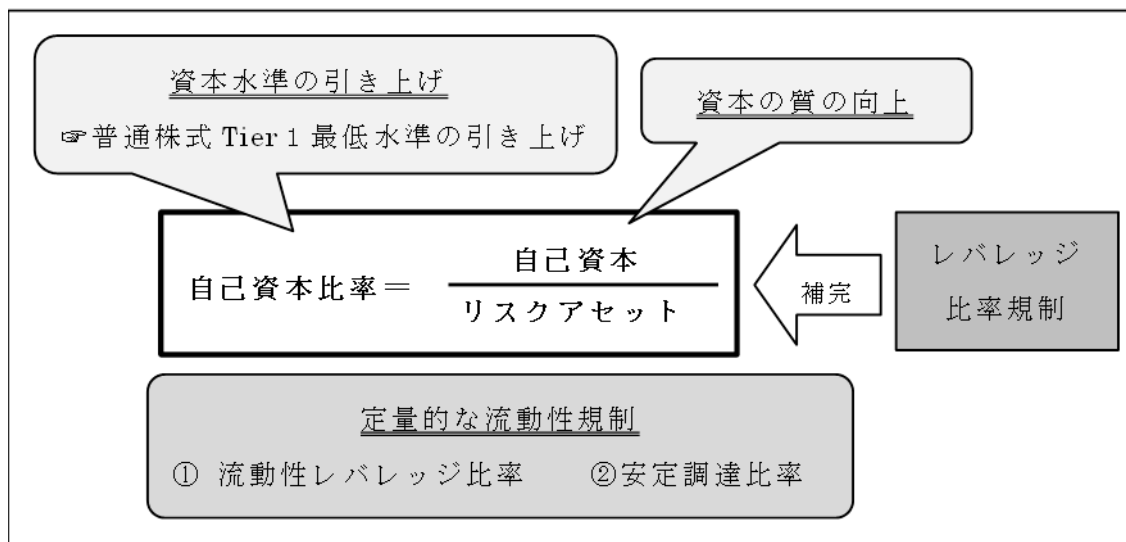 資本水準の引き上げ
☞普通株式 Tier 1 最低水準の引き上げ
資本の質の向上
自己資本比率＝
自己資本
リスクアセット
補完
レバレッジ
比率規制
定量的な流動性規制
① 流動性レバレッジ比率 ②安定調達比率